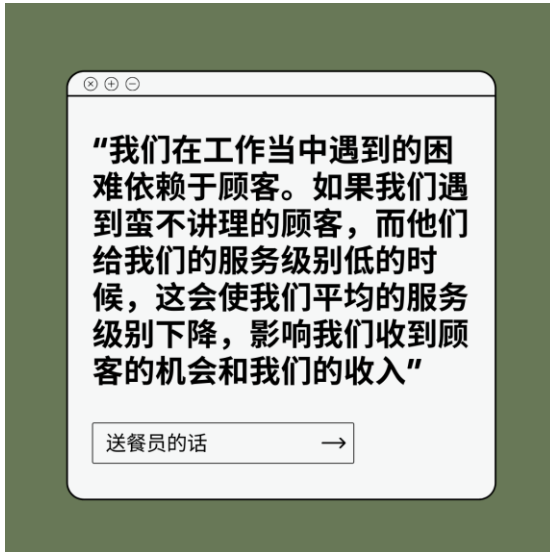 “我们在工作当中遇到的困
难依赖于顾客。如果我们遇
到蛮不讲理的顾客，而他们
给我们的服务级别低的时
候，这会使我们平均的服务
级别下降，影响我们收到顾
客的机会和我们的收入”
送餐员的话